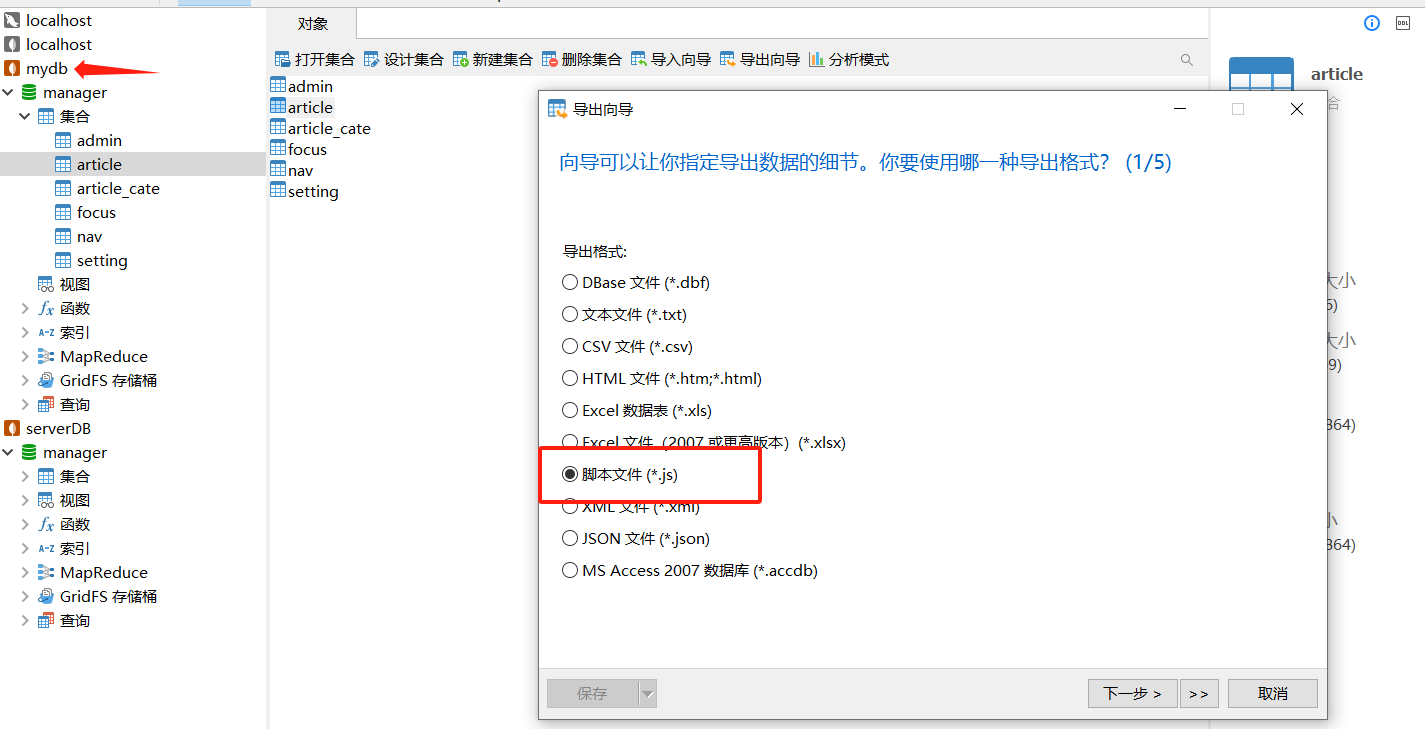 localhost
localhost
mydb
manager
集合
admin
article
article_cate
focus
nav
setting
视图
函数
索引
MapReduce
GridFS 存储桶
查询
serverDB
manager
集合
视图
函数
索引
MapReduce
GridFS 存储桶
查询
对象
打开集合 设计集合 新建集合 删除集合 导入向导 导出向导 分析模式
admin
article
article_cate
focus
nav
setting
导出向导
向导可以让你指定导出数据的细节。你要使用哪一种导出格式？ (1/5)
导出格式:
DBase 文件 (*.dbf)
文本文件 (*.txt)
CSV 文件 (*.csv)
HTML 文件 (*.htm;*.html)
Excel 数据表 (*.xls)
Excel 文件（2007 或更高版本）(*.xlsx)
脚本文件 (*.js)
XML 文件 (*.xml)
JSON 文件 (*.json)
MS Access 2007 数据库 (*.accdb)
保存
下一步 >
>>
取消
DDL
article
合
大小
5)
大小
9)
364)
小
364)